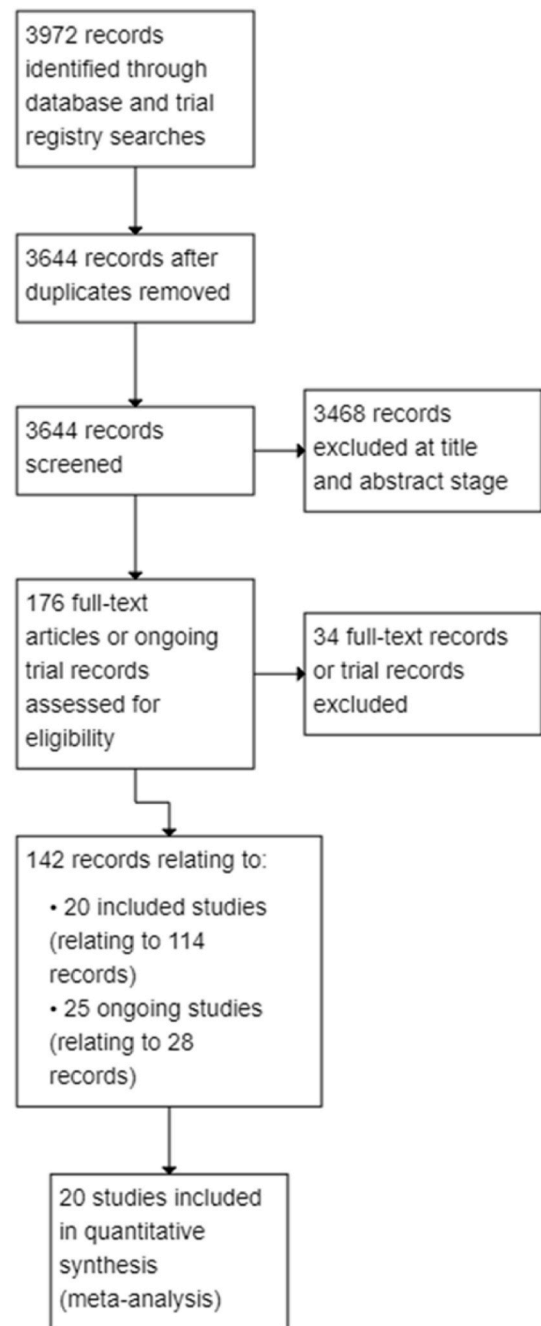 3972 records
identified through
database and trial
registry searches
3644 records after
duplicates removed
3644 records
screened
3468 records
excluded at title
and abstract stage
176 full-text
articles or ongoing
trial records
assessed for
eligibility
34 full-text records
or trial records
excluded
142 records relating to:
• 20 included studies
(relating to 114
records)
• 25 ongoing studies
(relating to 28
records)
20 studies included
in quantitative
synthesis
(meta-analysis)